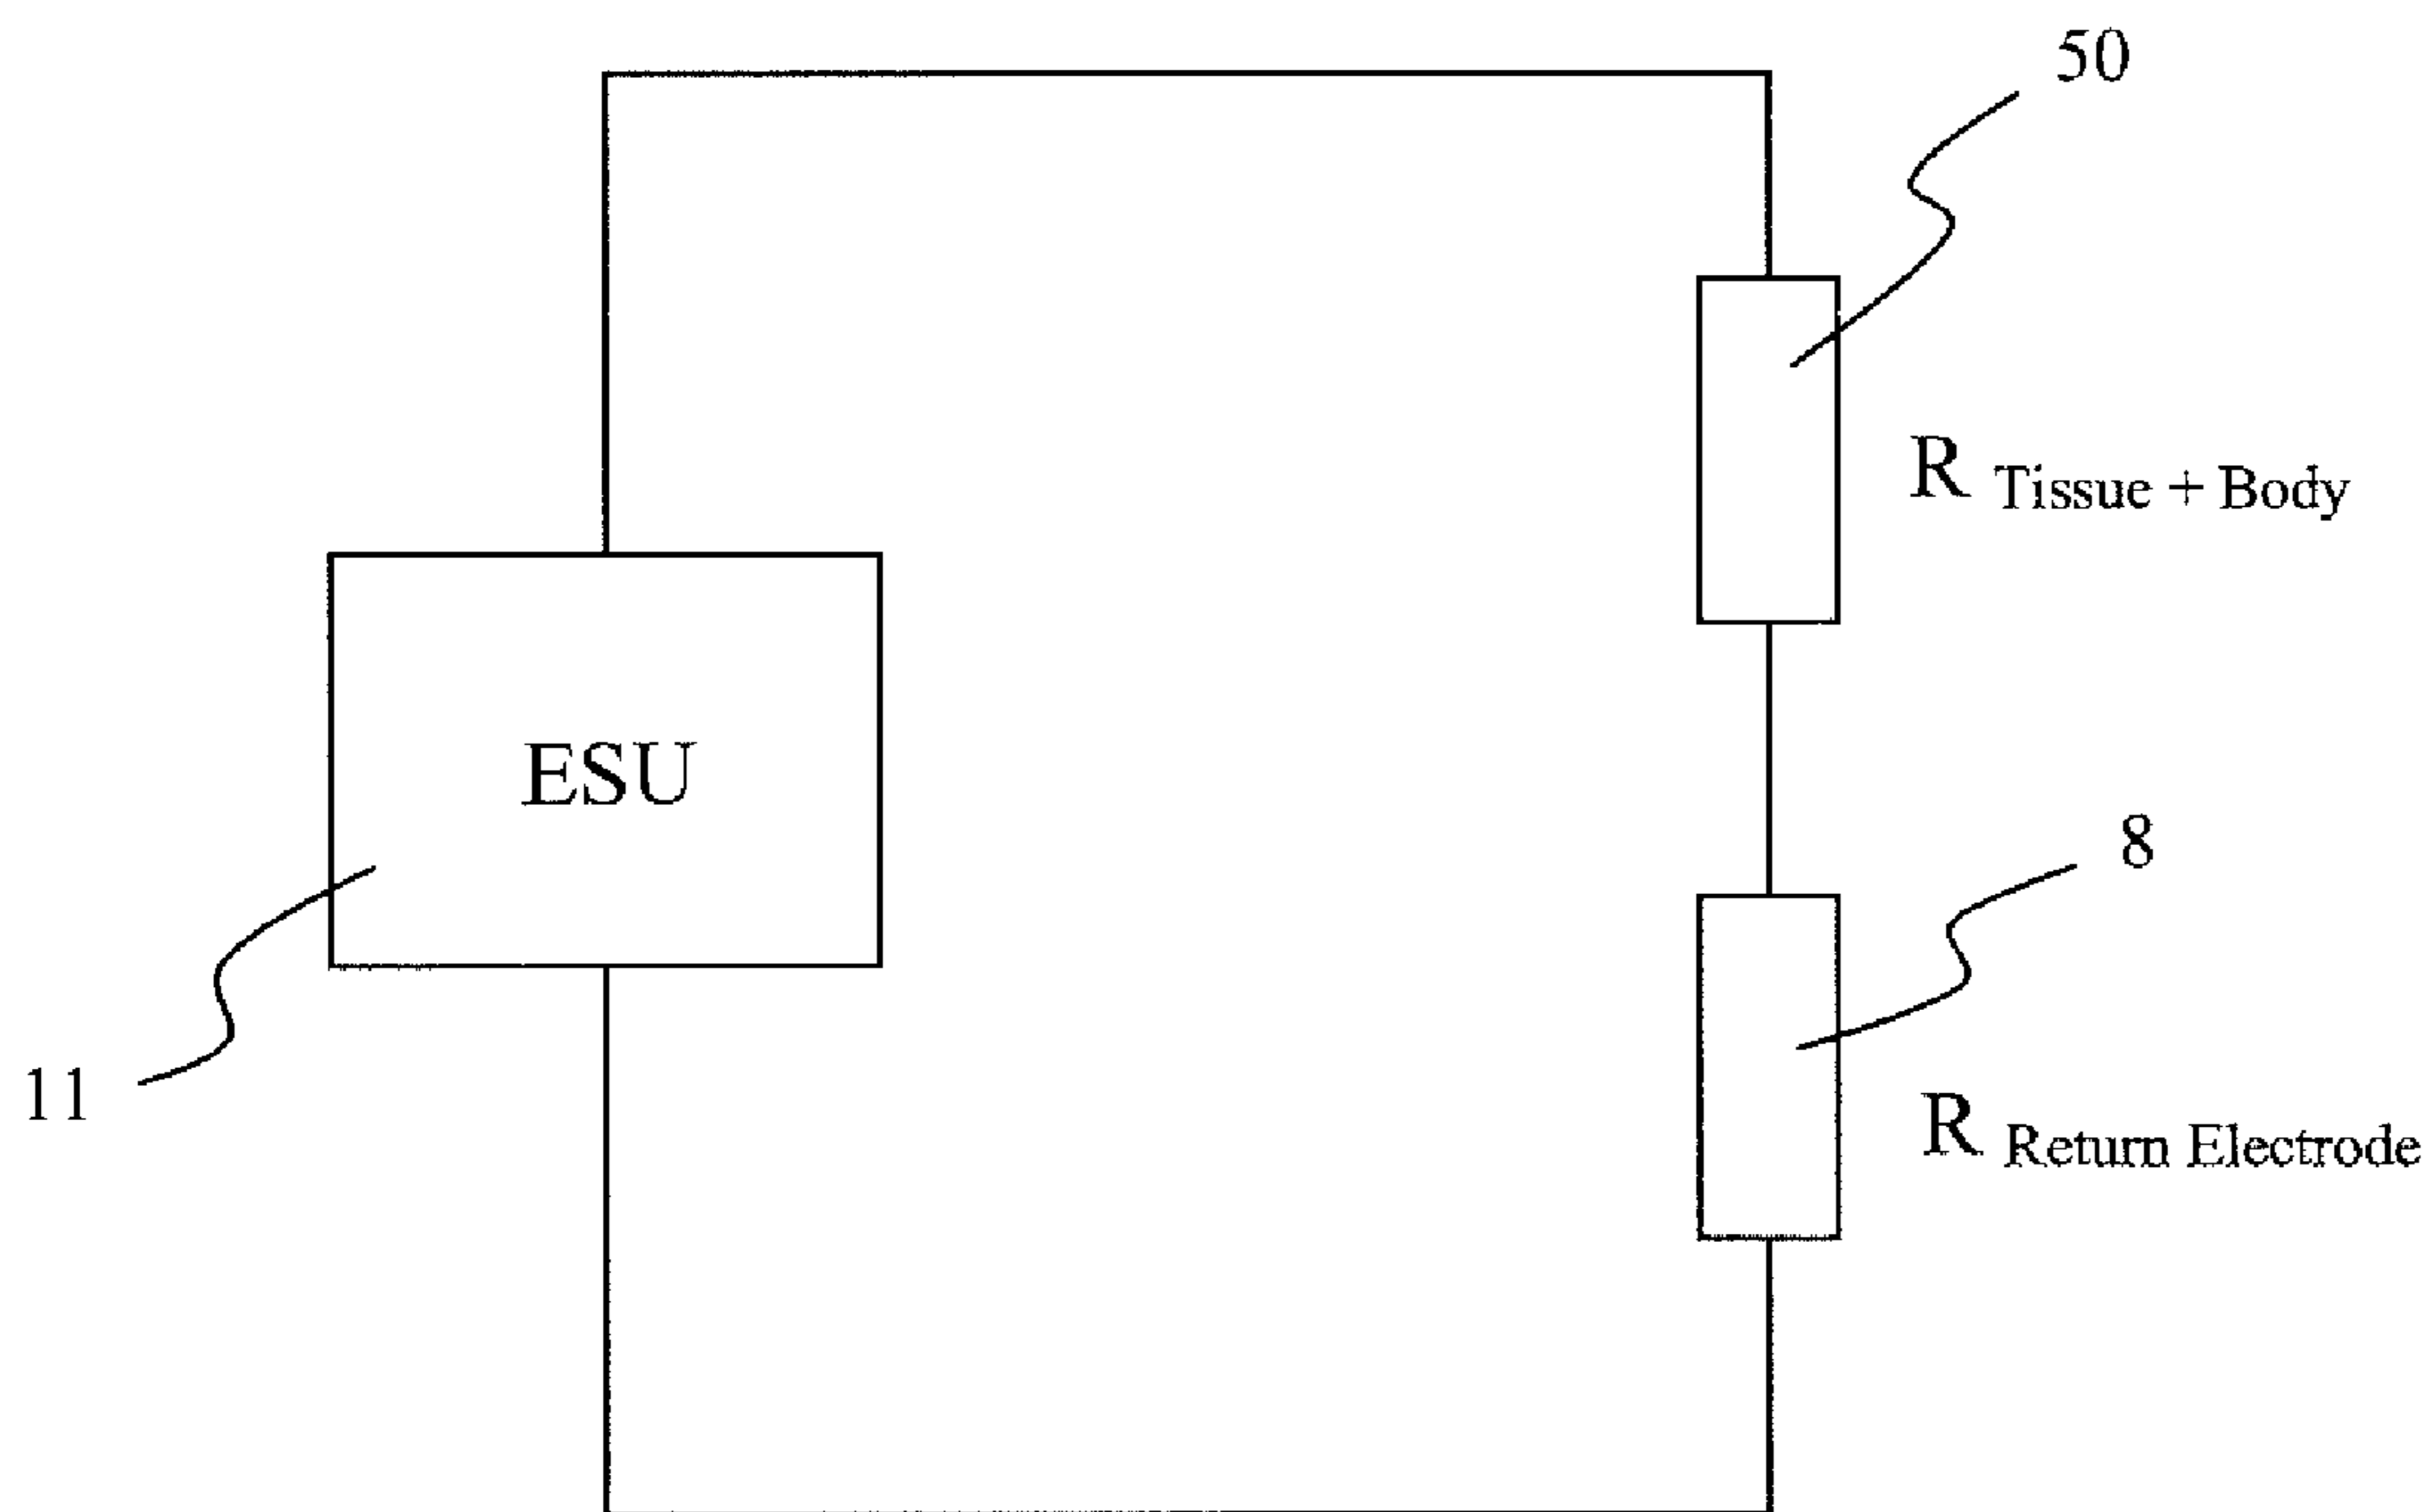 50
R Tissue + Body
ESU
8
11
R Return Electrode